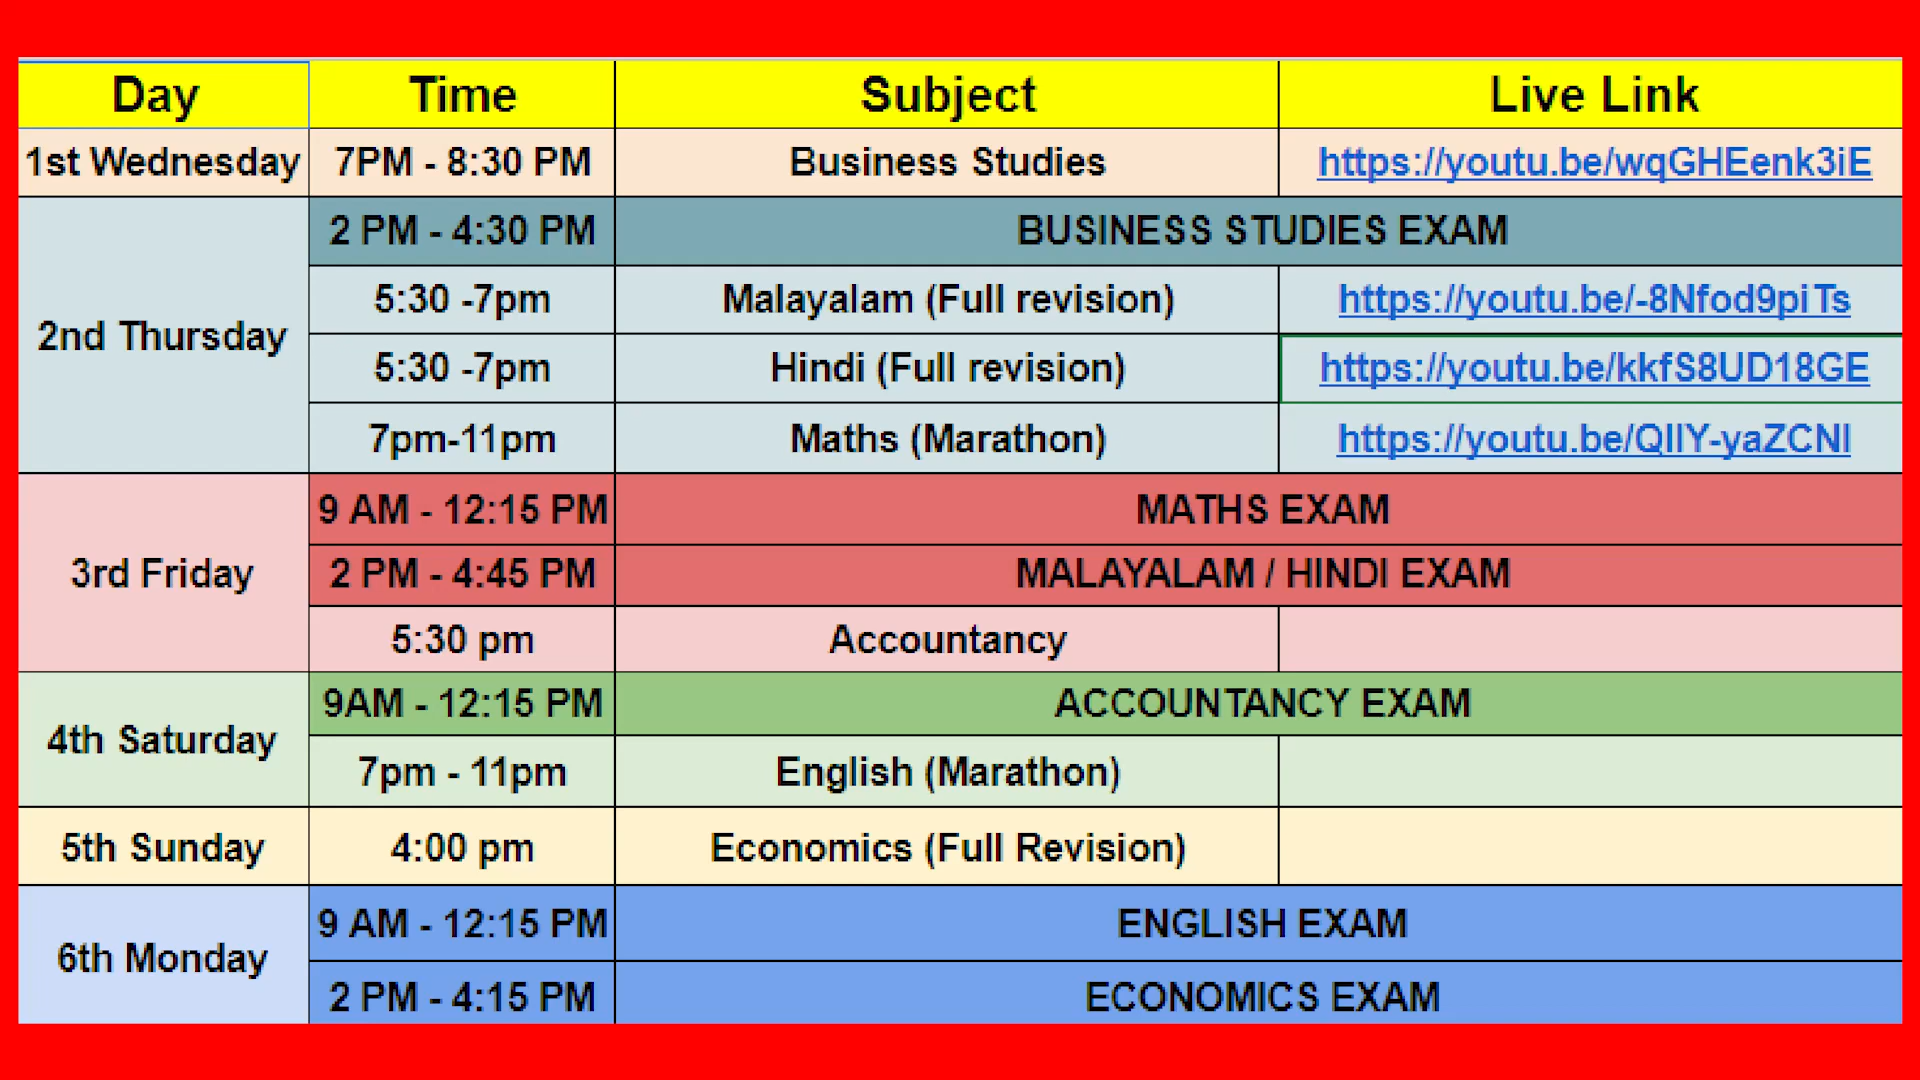 Day Time Subject Live Link
1st Wednesday 7PM - 8:30 PM Business Studies https://youtu.be/wqGHEenk3iE
2nd Thursday 2 PM - 4:30 PM BUSINESS STUDIES EXAM
5:30 -7pm Malayalam (Full revision) https://youtu.be/-8Nfod9piTs
5:30 -7pm Hindi (Full revision) https://youtu.be/kkfS8UD18GE
7pm-11pm Maths (Marathon) https://youtu.be/QIIY-yaZCNI
3rd Friday 9 AM - 12:15 PM MATHS EXAM
2 PM - 4:45 PM MALAYALAM / HINDI EXAM
5:30 pm Accountancy
4th Saturday 9AM - 12:15 PM ACCOUNTANCY EXAM
7pm - 11pm English (Marathon)
5th Sunday 4:00 pm Economics (Full Revision)
6th Monday 9 AM - 12:15 PM ENGLISH EXAM
2 PM - 4:15 PM ECONOMICS EXAM